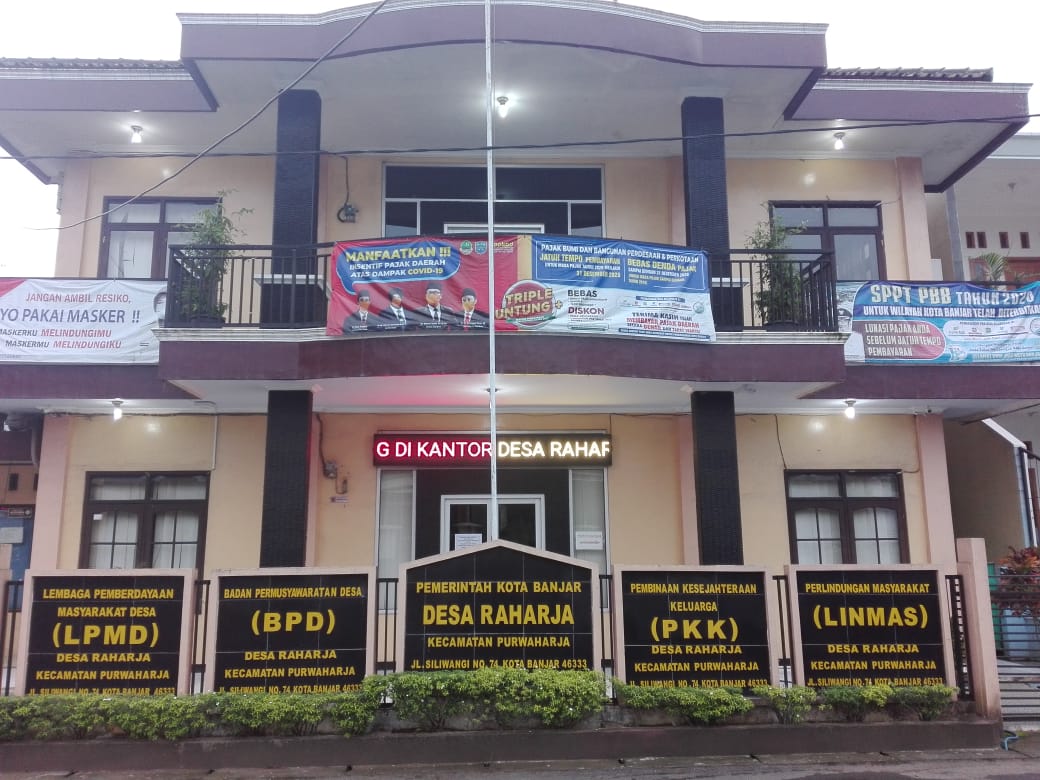 JANGAN AMBIL RESIKO,
YO PAKAI MASKER !!
MASKERKU MELINDUNGIMU
MASKERMU MELINDUNGIKU
MANFAATKAN !!!
INSENTIF PAJAK DAERAH
ATAS DAMPAK COVID-19
PAJAK BUMI DAN BANGUNAN PERDESAAN & PERKOTAAN
JATUH TEMPO PEMBAYARAN
BEBAS DENDA PAJAK
TRIPLE
UNTUNG
BEBAS
DISKON
TERIMA KASIH
MEMBAYAR PAJAK DAERAH
SPPT PBB TAHUN 2020
UNTUK WILAYAH KOTA BANJAR TELAH DITERBITKAN
LUNASI PAJAK ANDA
SEBELUM JATUH TEMPO
PEMBAYARAN
G DI KANTOR DESA RAHAR
LEMBAGA PEMBERDAYAAN
MASYARAKAT DESA
(LPMD)
DESA RAHARJA
KECAMATAN PURWAHARJA
JL.SILIWANGI NO.74 KOTA BANJAR 46333
BADAN PERMUSYAWARATAN DESA
(BPD)
DESA RAHARJA
KECAMATAN PURWAHARJA
JL.SILIWANGI NO.74 KOTA BANJAR 46333
PEMERINTAH KOTA BANJAR
DESA RAHARJA
KECAMATAN PURWAHARJA
JL.SILIWANGI NO.74 KOTA BANJAR 46333
PEMBINAAN KESEJAHTERAAN
KELUARGA
(PKK)
DESA RAHARJA
KECAMATAN PURWAHARJA
JL.SILIWANGI NO.74 KOTA BANJAR 46333
PERLINDUNGAN MASYARAKAT
(LINMAS)
DESA RAHARJA
KECAMATAN PURWAHARJA
JL.SILIWANGI NO.74 KOTA BANJAR 46333